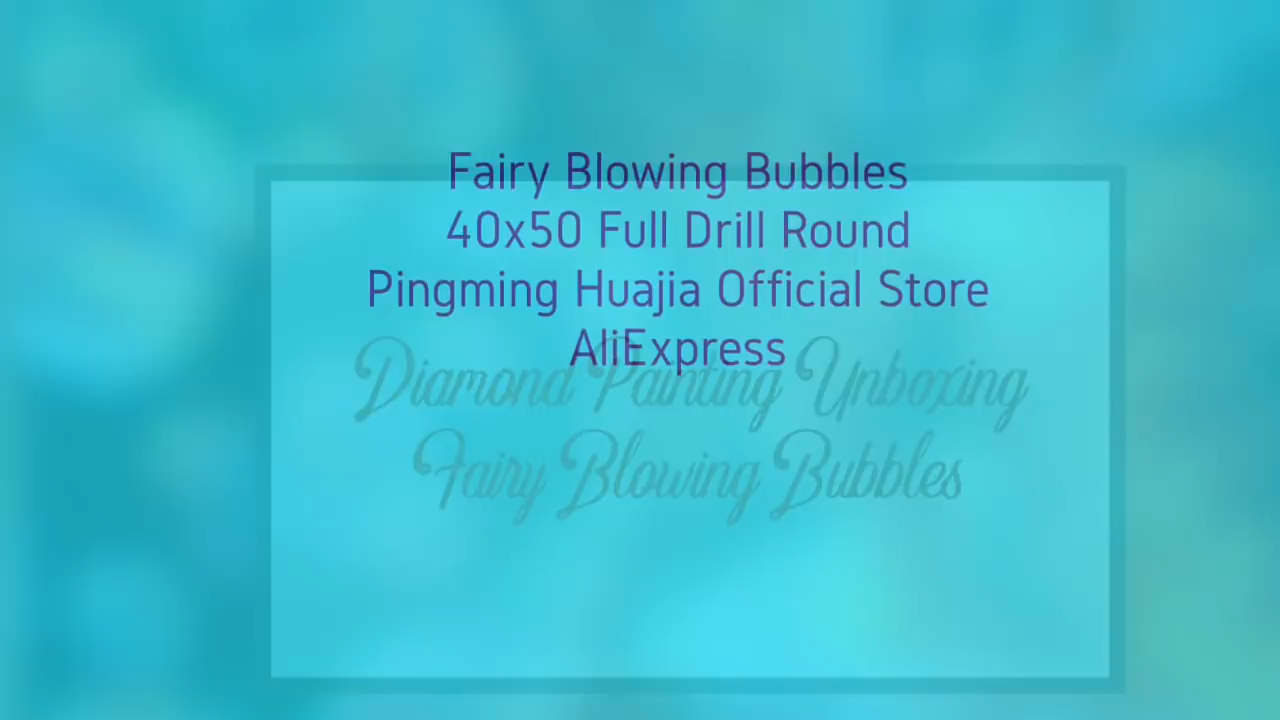 Fairy Blowing Bubbles
40x50 Full Drill Round
Pingming Huajia Official Store
AliExpress
Diamond Painting Unboxing
Fairy Blowing Bubbles